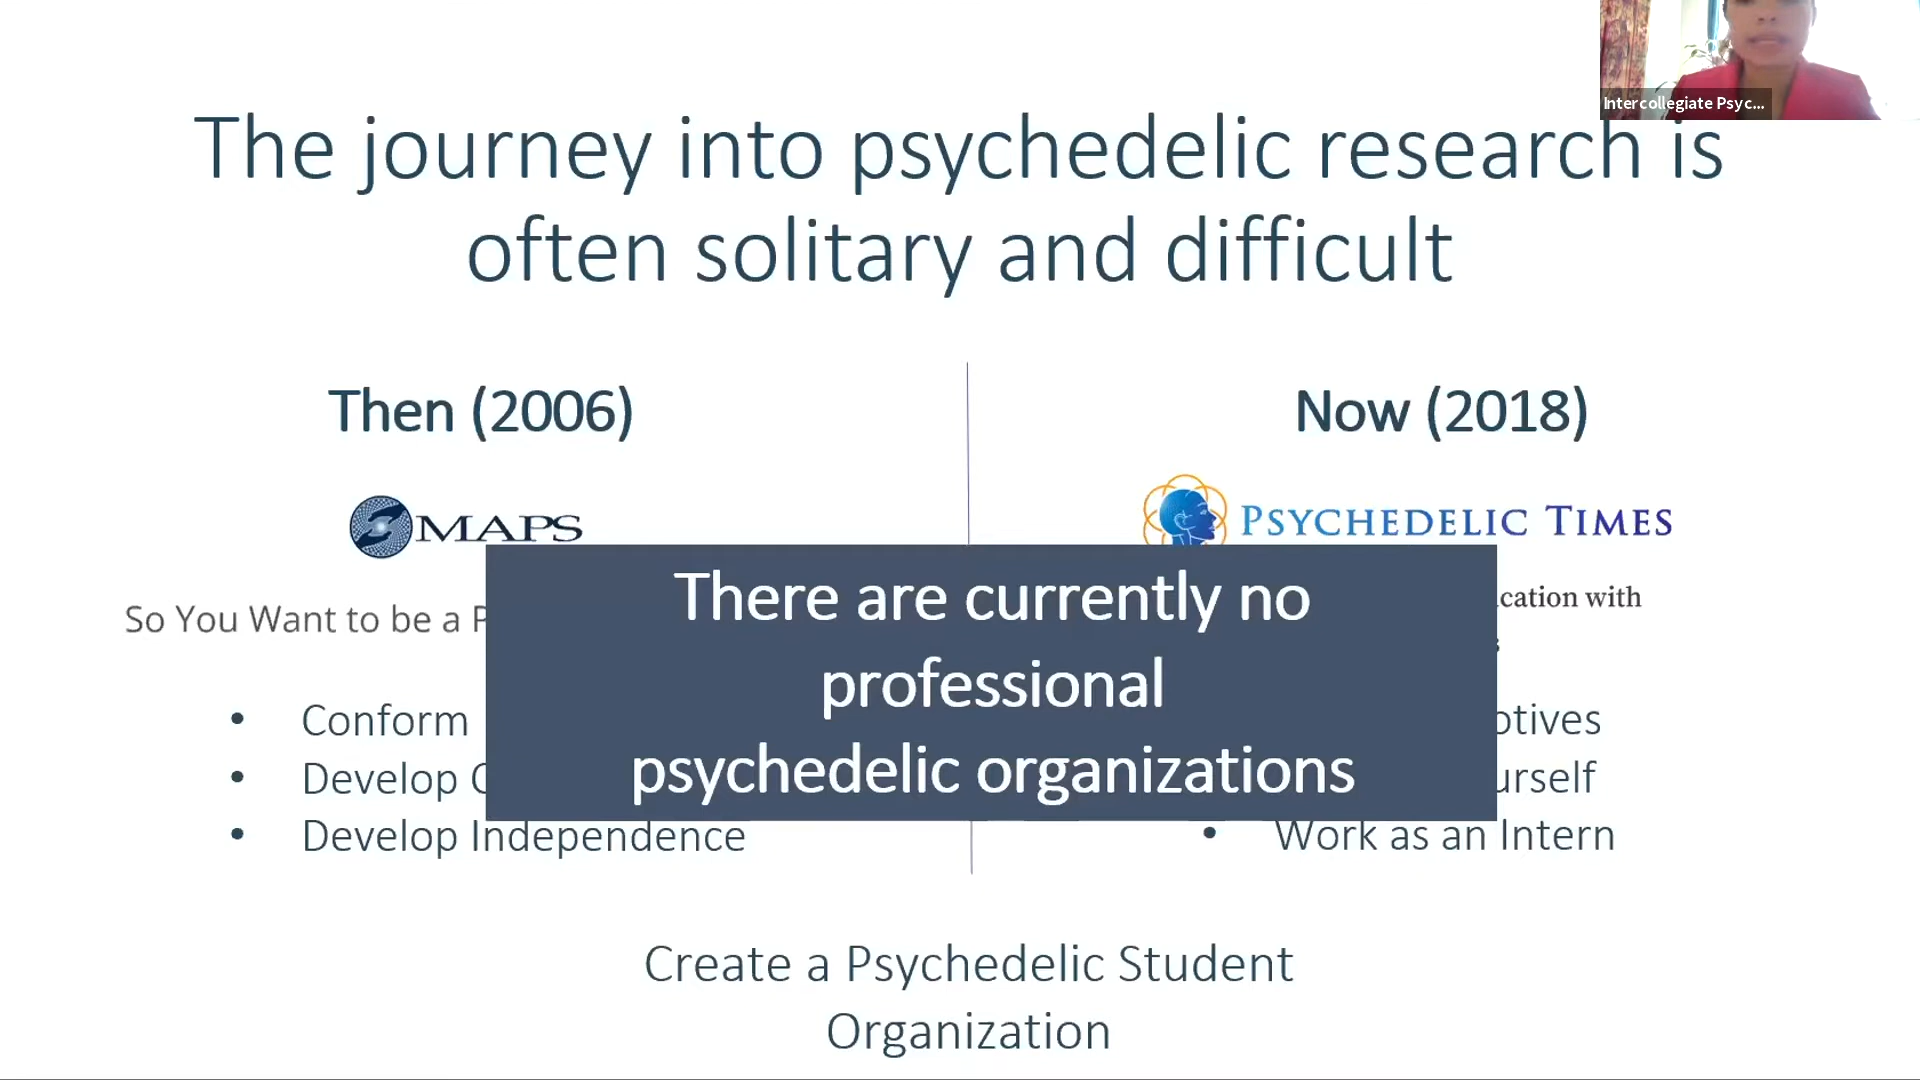 Intercollegiate Psyc...
The journey into psychedelic research is
often solitary and difficult
Then (2006)
Now (2018)
MAPS
PSYCHEDELIC TIMES
So You Want to be a P
cation with
s
There are currently no
professional
psychedelic organizations
• Conform
• Develop
• Develop Independence
otives
urself
• Work as an Intern
Create a Psychedelic Student
Organization